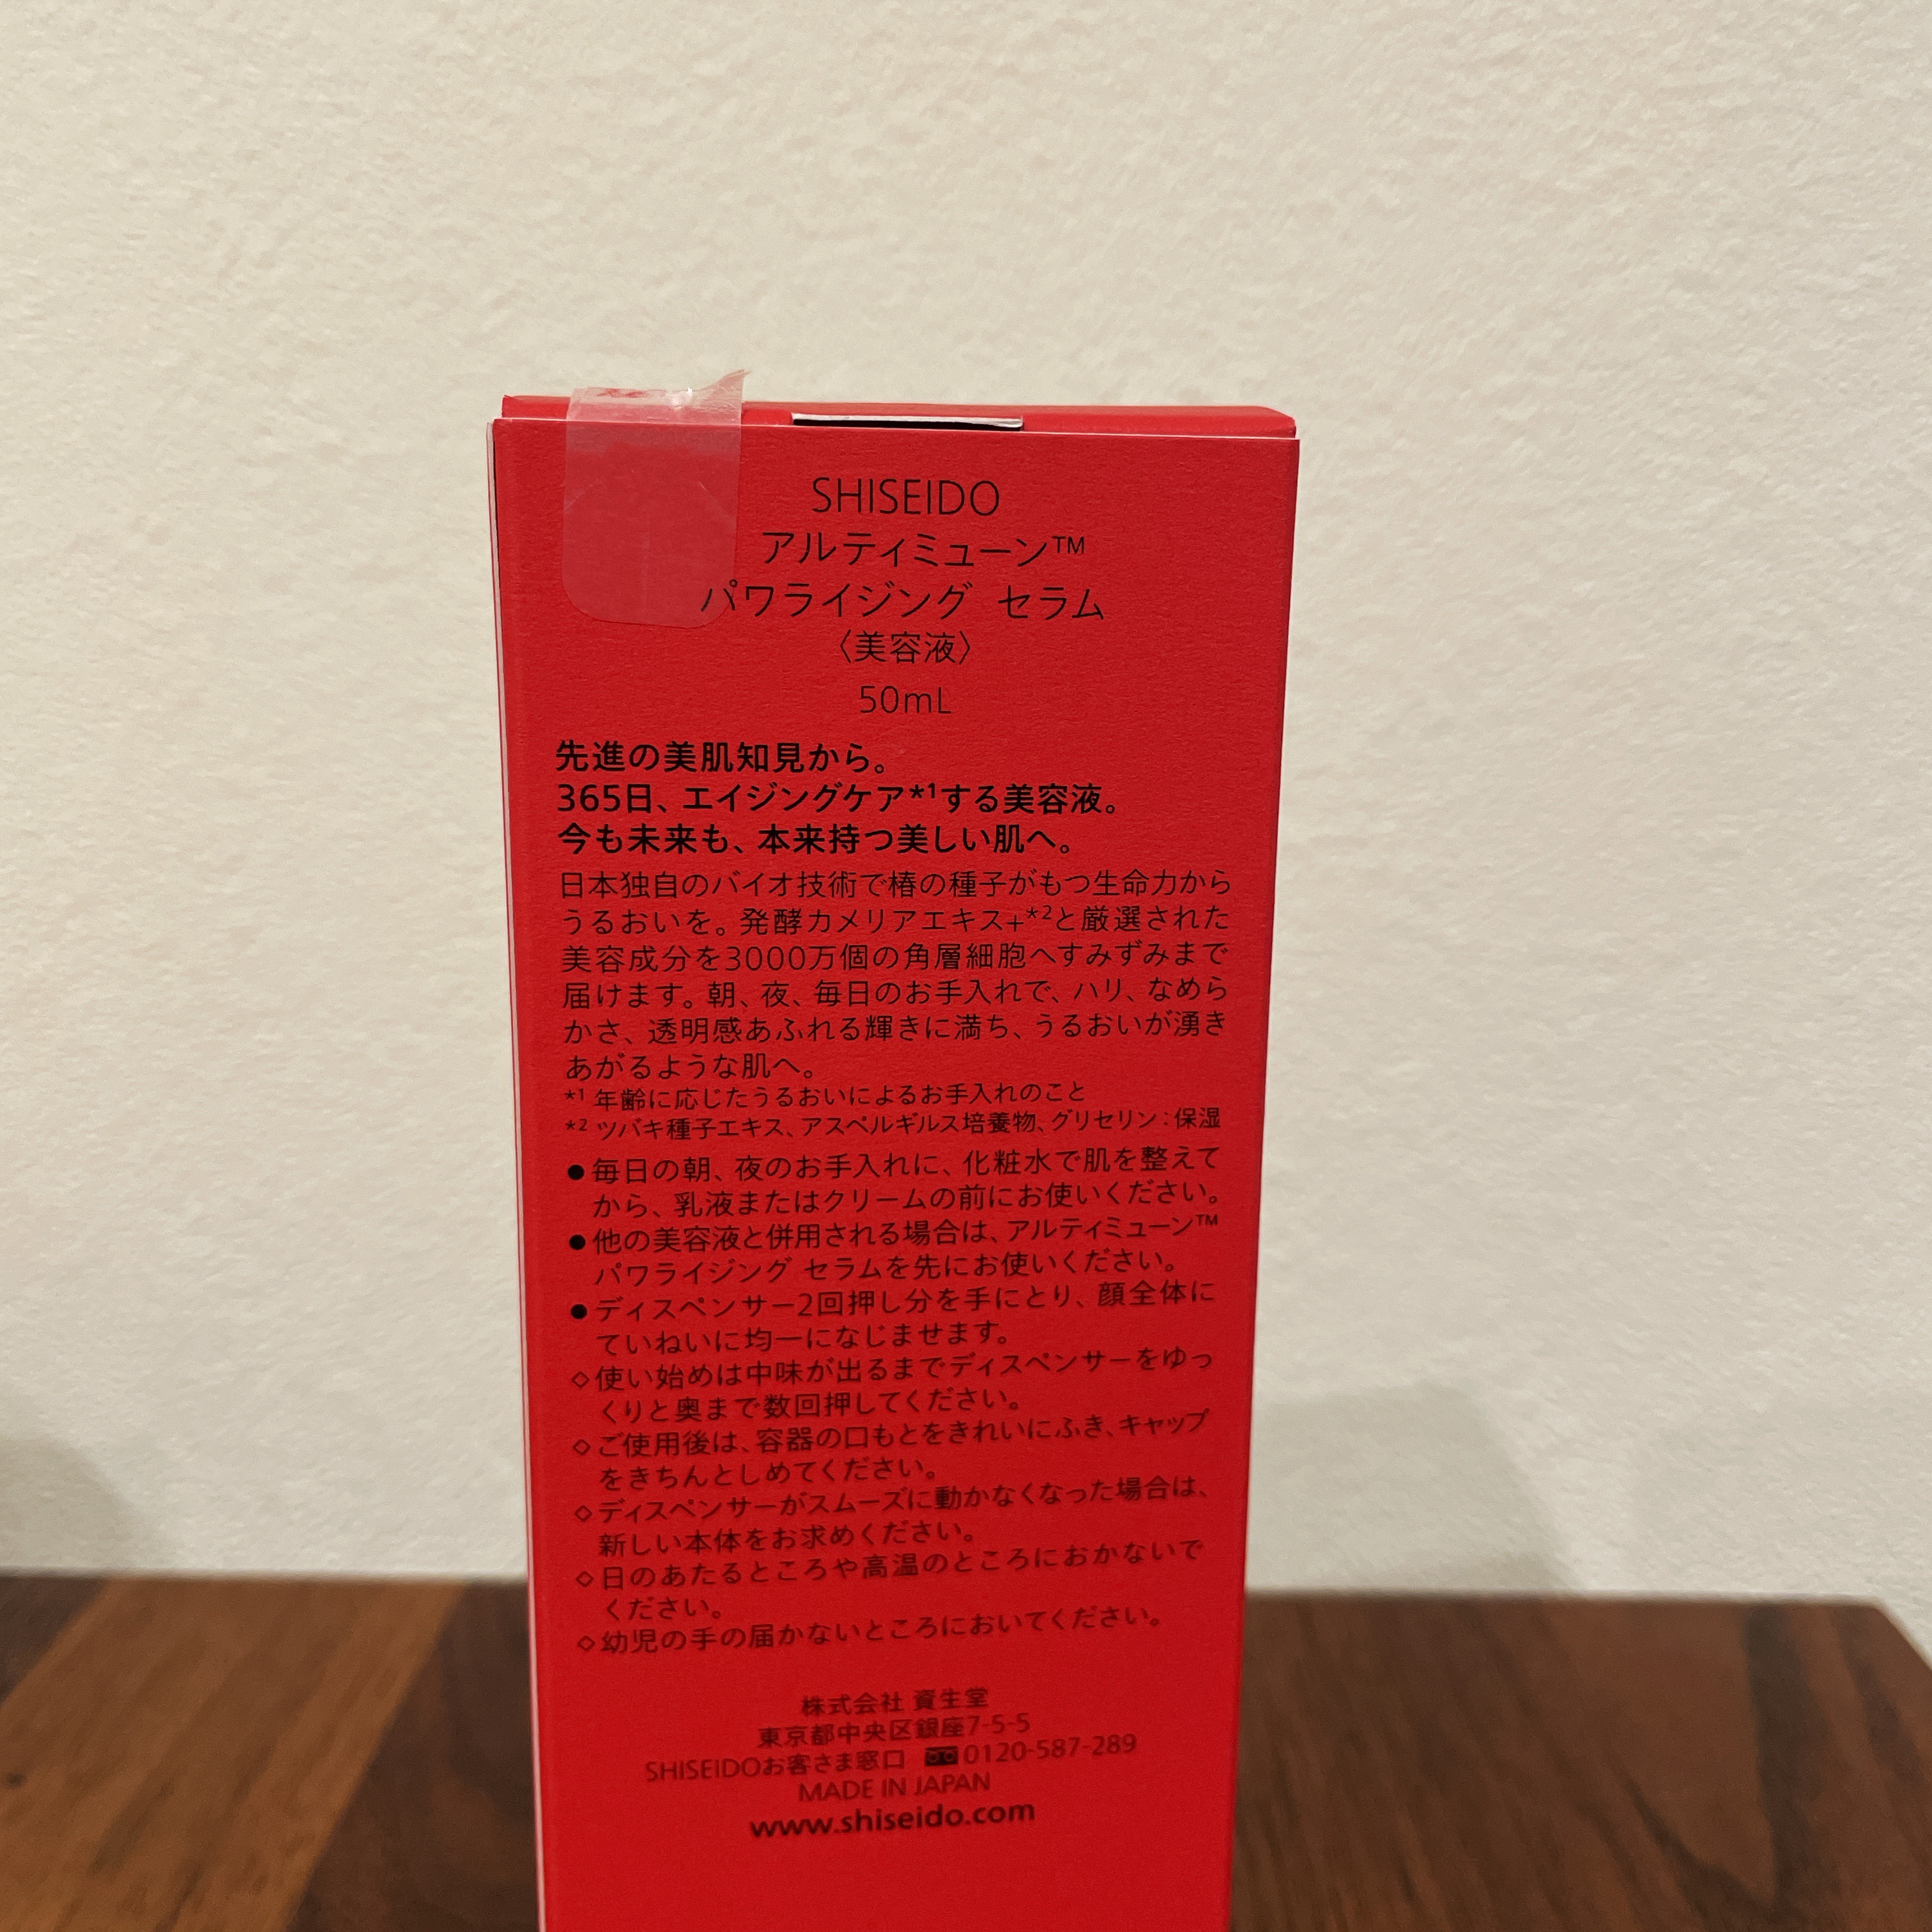 SHISEIDO
アルティミューン™
パワライジング セラム
〈美容液〉
50mL
先進の美肌知見から。
365日、エイジングケア*1する美容液。
今も未来も、本来持つ美しい肌へ。
日本独自のバイオ技術で椿の種子がもつ生命力から
うるおいを。発酵カメリアエキス+*2と厳選された
美容成分を3000万個の角層細胞へすみずみまで
届けます。朝、夜、毎日のお手入れで、ハリ、なめら
かさ、透明感あふれる輝きに満ち、うるおいが湧き
あがるような肌へ。
*1 年齢に応じたうるおいによるお手入れのこと
*2 ツバキ種子エキス、アスペルギルス培養物、グリセリン：保湿
●毎日の朝、夜のお手入れに、化粧水で肌を整えて
から、乳液またはクリームの前にお使いください。
●他の美容液と併用される場合は、アルティミューン™
パワライジング セラムを先にお使いください。
●ディスペンサー2回押し分を手にとり、顔全体に
ていねいに均一になじませます。
◇使い始めは中味が出るまでディスペンサーをゆっ
くりと奥まで数回押してください。
◇ご使用後は、容器の口もとをきれいにふき、キャップ
をきちんとしめてください。
◇ディスペンサーがスムーズに動かなくなった場合は、
新しい本体をお求めください。
◇日のあたるところや高温のところにおかないで
ください。
◇幼児の手の届かないところにおいてください。
株式会社 資生堂
東京都中央区銀座7-5-5
SHISEIDOお客さま窓口 0120-587-289
MADE IN JAPAN
www.shiseido.com